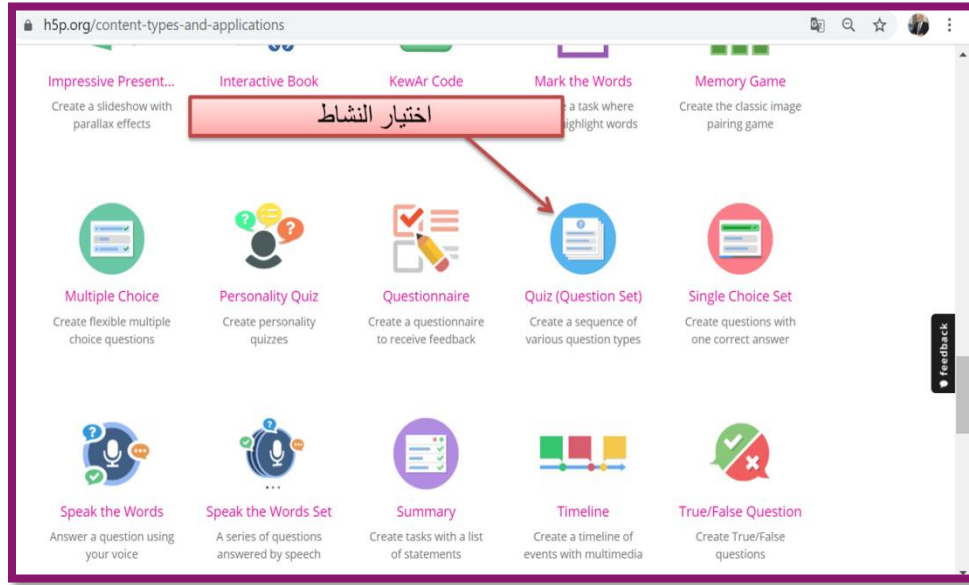 h5p.org/content-types-and-applications
Impressive Present... Interactive Book KewAr Code Mark the Words Memory Game
Create a slideshow with a task where Create the classic image
parallax effects highlight words pairing game
اختيار النشاط
Multiple Choice Personality Quiz Questionnaire Quiz (Question Set) Single Choice Set
Create flexible multiple Create personality Create a questionnaire Create a sequence of Create questions with
choice questions quizzes to receive feedback various question types one correct answer
feedback
Speak the Words Speak the Words Set Summary Timeline True/False Question
Answer a question using A series of questions Create tasks with a list Create a timeline of Create True/False
your voice answered by speech of statements events with multimedia questions